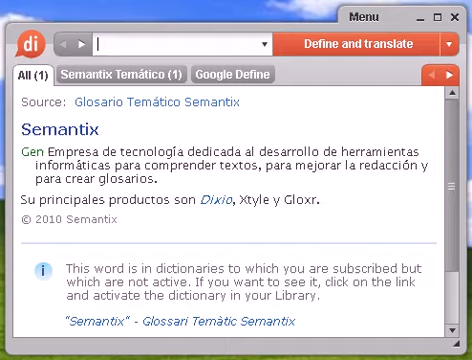 Menu
di
Define and translate
All (1)
Semantix Temático (1)
Google Define
Source: Glosario Temático Semantix
Semantix
Gen Empresa de tecnología dedicada al desarrollo de herramientas
informáticas para comprender textos, para mejorar la redacción y
para crear glosarios.
Su principales productos son Dixio, Xtyle y Gloxr.
© 2010 Semantix
i
This word is in dictionaries to which you are subscribed but
which are not active. If you want to see it, click on the link
and activate the dictionary in your Library.
"Semantix" - Glossari Temàtic Semantix